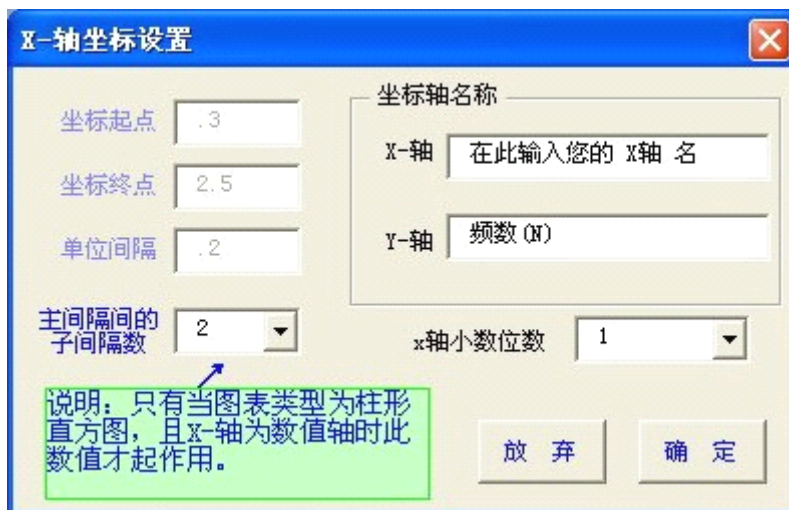 X-轴坐标设置
坐标起点 .3
坐标终点 2.5
单位间隔 .2
主间隔间的
子间隔数 2
坐标轴名称
X-轴 在此输入您的 X轴 名
Y-轴 频数(N)
x轴小数位数 1
说明：只有当图表类型为柱形
直方图，且X-轴为数值轴时此
数值才起作用。
放 弃 确 定